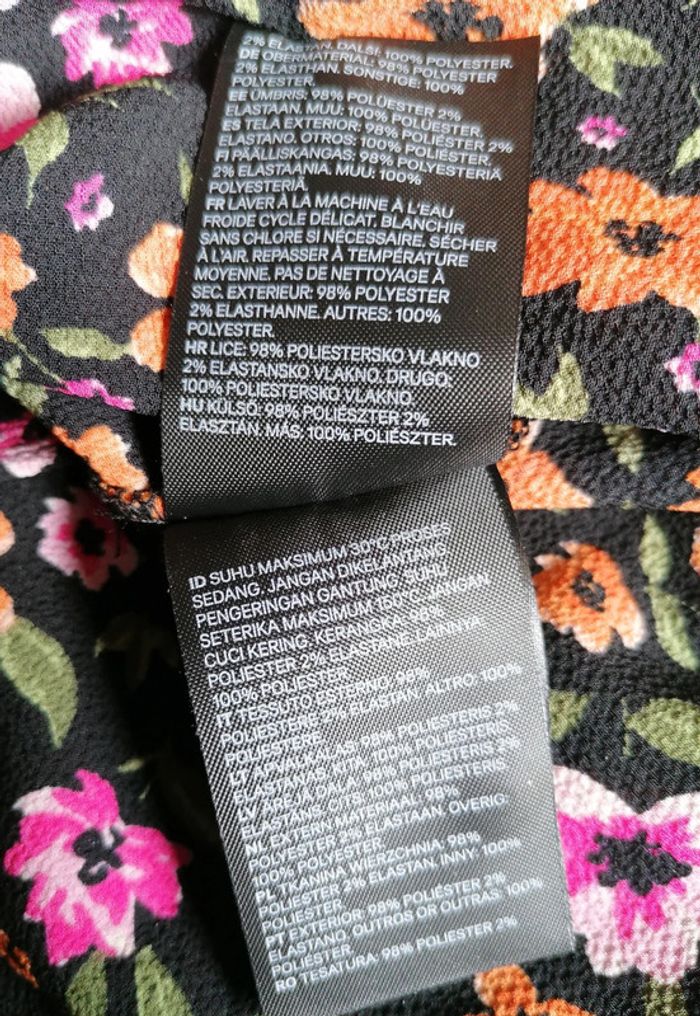 2% ELASTAN. DALSI: 100% POLYESTER.
DE OBERMATERIAL: 98% POLYESTER
2% ELASTHAN. SONSTIGE: 100%
POLYESTER.
EE ÜMBRIS: 98% POLÜESTER 2%
ELASTAAN. MUU: 100% POLÜESTER.
ES TELA EXTERIOR: 98% POLIÉSTER 2%
ELASTANO. OTROS: 100% POLIÉSTER.
FI PÄÄLLISKANGAS: 98% POLYESTERIÄ
2% ELASTAANIA. MUU: 100%
POLYESTERIÄ.
FR LAVER À LA MACHINE À L'EAU
FROIDE CYCLE DÉLICAT. BLANCHIR
SANS CHLORE SI NÉCESSAIRE. SÉCHER
À L'AIR. REPASSER À TEMPÉRATURE
MOYENNE. PAS DE NETTOYAGE À
SEC. EXTERIEUR: 98% POLYESTER
2% ELASTHANNE. AUTRES: 100%
POLYESTER.
HR LICE: 98% POLIESTERSKO VLAKNO
2% ELASTANSKO VLAKNO. DRUGO:
100% POLIESTERSKO VLAKNO.
HU KÜLSŐ: 98% POLIÉSZTER 2%
ELASZTÁN. MÁS: 100% POLIÉSZTER.
ID SUHU MAKSIMUM 30°C PROSES
SEDANG. JANGAN DIKELANTANG
PENGERINGAN GANTUNG. SUHU
SETERIKA MAKSIMUM 150°C. JANGAN
CUCI KERING. KERANGKA: 98%
POLIESTER 2% ELASTANE. LAINNYA
100% POLIESTER.
IT TESSUTO ESTERNO: 98%
POLIESTERE 2% ELASTAN. ALTRO: 100%
POLIESTERE.
LT APVALKALAS: 98% POLIESTERIS 2%
ELASTINAS. KITA: 100% POLIESTERIS.
LV ĀREJĀ DAĻA: 98% POLIESTERIS 2%
ELASTĀNS. CITS: 100% POLIESTERIS.
NL EXTERN MATERIAAL: 98%
POLYESTER 2% ELASTAAN. OVERIG:
100% POLYESTER.
PL TKANINA WIERZCHNIA: 98%
POLIESTER 2% ELASTAN. INNY: 100%
POLIESTER.
PT EXTERIOR: 98% POLIÉSTER 2%
ELASTANO. OUTROS OR OUTRAS: 100%
POLIÉSTER.
RO TESATURA: 98% POLIESTER 2%